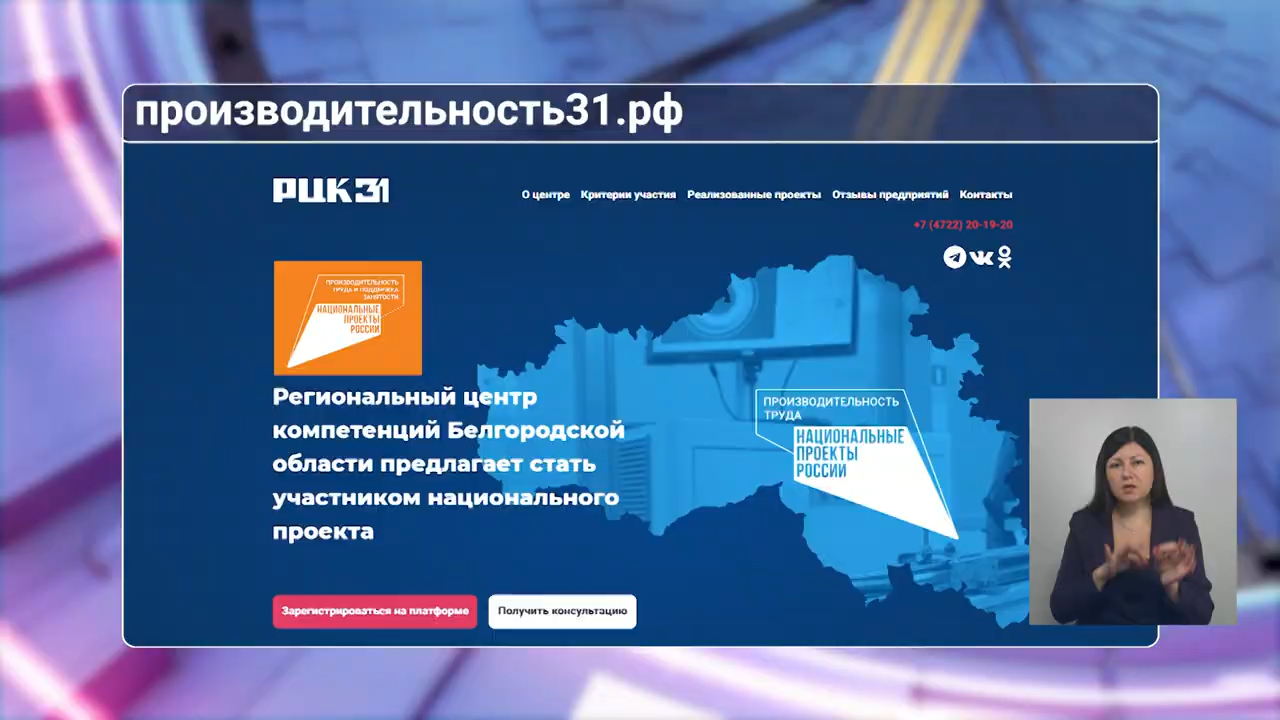 производительность31.рф
РЦК 31
О центре Критерии участия Реализованные проекты Отзывы предприятий Контакты
+7 (4722) 20-19-20
ПРОИЗВОДИТЕЛЬНОСТЬ
ТРУДА И ПОДДЕРЖКА
ЗАНЯТОСТИ
НАЦИОНАЛЬНЫЕ
ПРОЕКТЫ
РОССИИ
Региональный центр
компетенций Белгородской
области предлагает стать
участником национального
проекта
ПРОИЗВОДИТЕЛЬНОСТЬ
ТРУДА
НАЦИОНАЛЬНЫЕ
ПРОЕКТЫ
РОССИИ
Зарегистрироваться на платформе
Получить консультацию